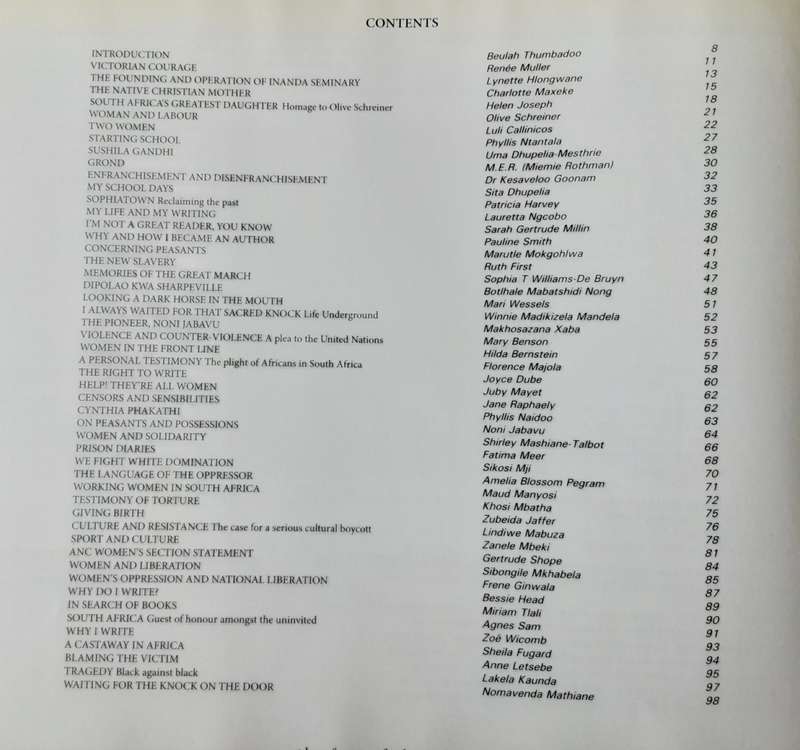 CONTENTS
INTRODUCTION Beulah Thumbadoo 8
VICTORIAN COURAGE Renée Muller 11
THE FOUNDING AND OPERATION OF INANDA SEMINARY Lynette Hlongwane 13
THE NATIVE CHRISTIAN MOTHER Charlotte Maxeke 15
SOUTH AFRICA'S GREATEST DAUGHTER Homage to Olive Schreiner Helen Joseph 18
WOMAN AND LABOUR Olive Schreiner 21
TWO WOMEN Luli Callinicos 22
STARTING SCHOOL Phyllis Ntantala 27
SUSHILA GANDHI Uma Dhupelia-Mesthrie 28
GROND M.E.R. (Miemie Rothman) 30
ENFRANCHISEMENT AND DISENFRANCHISEMENT Dr Kesaveloo Goonam 32
MY SCHOOL DAYS Sita Dhupelia 33
SOPHIATOWN Reclaiming the past Patricia Harvey 35
MY LIFE AND MY WRITING Lauretta Ngcobo 36
I'M NOT A GREAT READER, YOU KNOW Sarah Gertrude Millin 38
WHY AND HOW I BECAME AN AUTHOR Pauline Smith 40
CONCERNING PEASANTS Marutle Mokgohlwa 41
THE NEW SLAVERY Ruth First 43
MEMORIES OF THE GREAT MARCH Sophia T Williams-De Bruyn 47
DIPOLAO KWA SHARPEVILLE Botlhale Mabatshidi Nong 48
LOOKING A DARK HORSE IN THE MOUTH Mari Wessels 51
I ALWAYS WAITED FOR THAT SACRED KNOCK Life Underground Winnie Madikizela Mandela 52
THE PIONEER, NONI JABAVU Makhosazana Xaba 53
VIOLENCE AND COUNTER-VIOLENCE A plea to the United Nations Mary Benson 55
WOMEN IN THE FRONT LINE Hilda Bernstein 57
A PERSONAL TESTIMONY The plight of Africans in South Africa Florence Majola 58
THE RIGHT TO WRITE Joyce Dube 60
HELP! THEY'RE ALL WOMEN Juby Mayet 62
CENSORS AND SENSIBILITIES Jane Raphaely 62
CYNTHIA PHAKATHI Phyllis Naidoo 63
ON PEASANTS AND POSSESSIONS Noni Jabavu 64
WOMEN AND SOLIDARITY Shirley Mashiane-Talbot 66
PRISON DIARIES Fatima Meer 68
WE FIGHT WHITE DOMINATION Sikosi Mji 70
THE LANGUAGE OF THE OPPRESSOR Amelia Blossom Pegram 71
WORKING WOMEN IN SOUTH AFRICA Maud Manyosi 72
TESTIMONY OF TORTURE Khosi Mbatha 75
GIVING BIRTH Zubeida Jaffer 76
CULTURE AND RESISTANCE The case for a serious cultural boycott Lindiwe Mabuza 78
SPORT AND CULTURE Zanele Mbeki 81
ANC WOMEN'S SECTION STATEMENT Gertrude Shope 84
WOMEN AND LIBERATION Sibongile Mkhabela 85
WOMEN'S OPPRESSION AND NATIONAL LIBERATION Frene Ginwala 87
WHY DO I WRITE? Bessie Head 89
IN SEARCH OF BOOKS Miriam Tlali 90
SOUTH AFRICA Guest of honour amongst the uninvited Agnes Sam 91
WHY I WRITE Zoë Wicomb 93
A CASTAWAY IN AFRICA Sheila Fugard 94
BLAMING THE VICTIM Anne Letsebe 95
TRAGEDY Black against black Lakela Kaunda 97
WAITING FOR THE KNOCK ON THE DOOR Nomavenda Mathiane 98